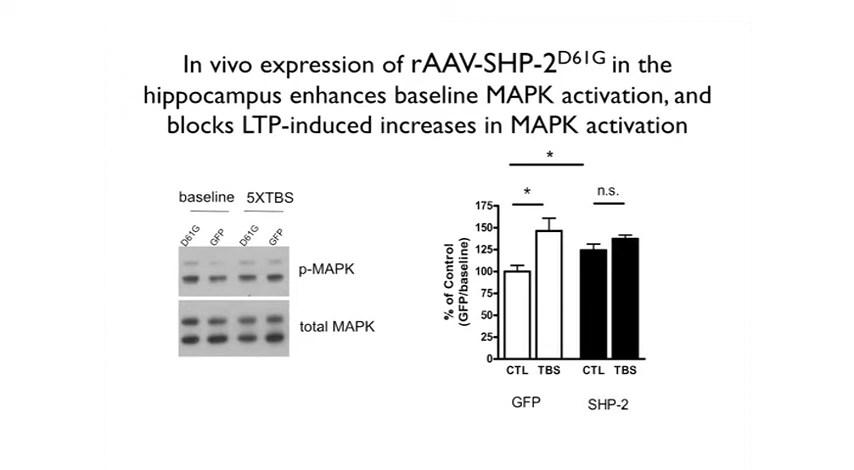 In vivo expression of rAAV-SHP-2D61G in the
hippocampus enhances baseline MAPK activation, and
blocks LTP-induced increases in MAPK activation
baseline 5XTBS
D61G GFP D61G GFP
p-MAPK
total MAPK
*
* n.s.
% of Control
(GFP/baseline)
175
150
125
100
75
50
25
0
CTL TBS CTL TBS
GFP SHP-2